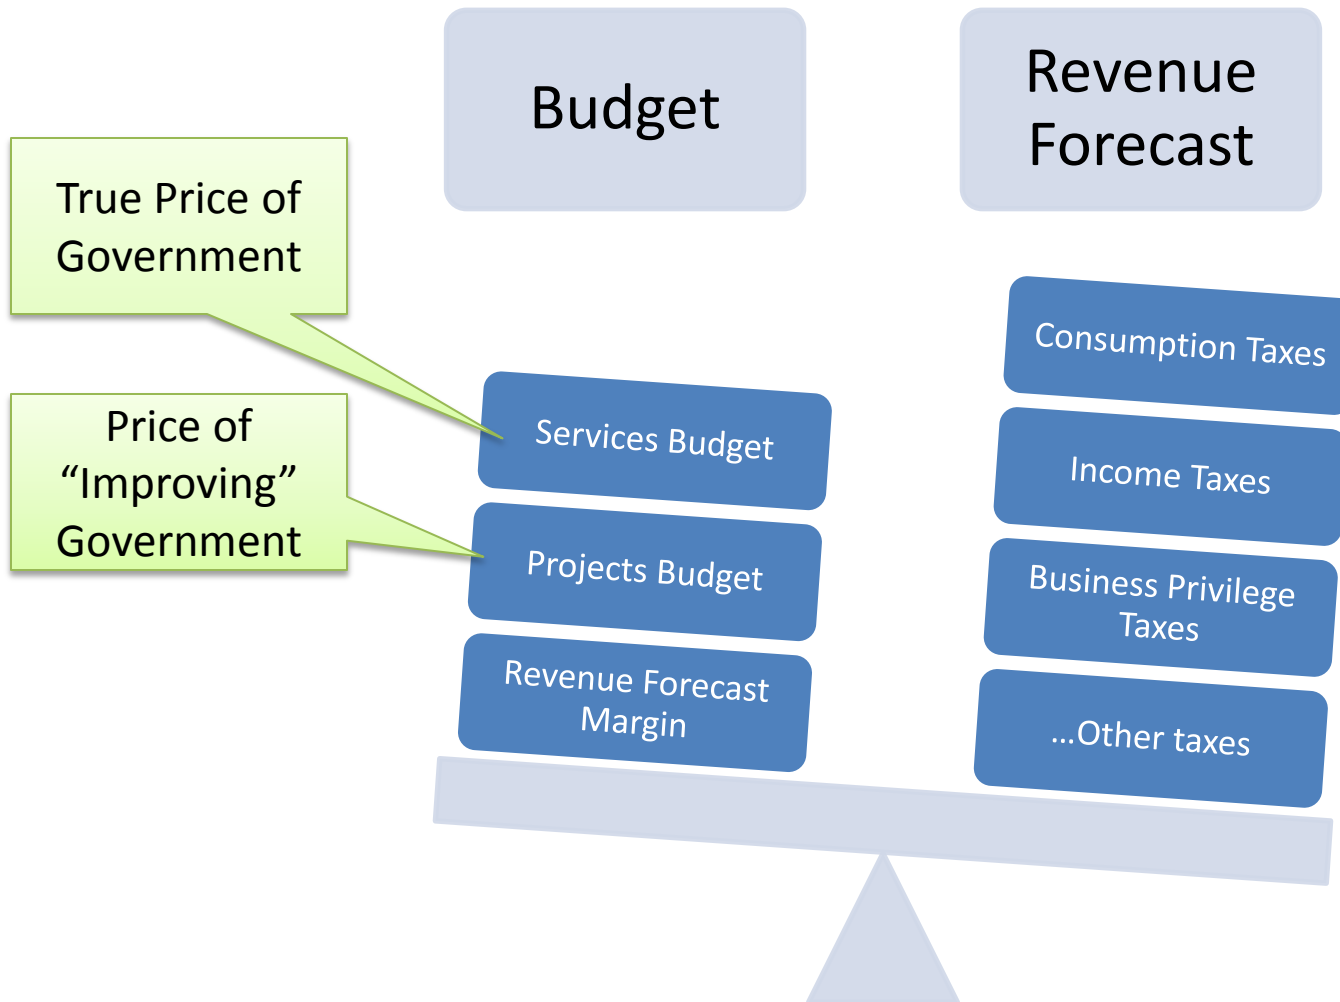 Budget
Revenue
Forecast
True Price of
Government
Price of
“Improving”
Government
Services Budget
Projects Budget
Revenue Forecast
Margin
Consumption Taxes
Income Taxes
Business Privilege
Taxes
...Other taxes